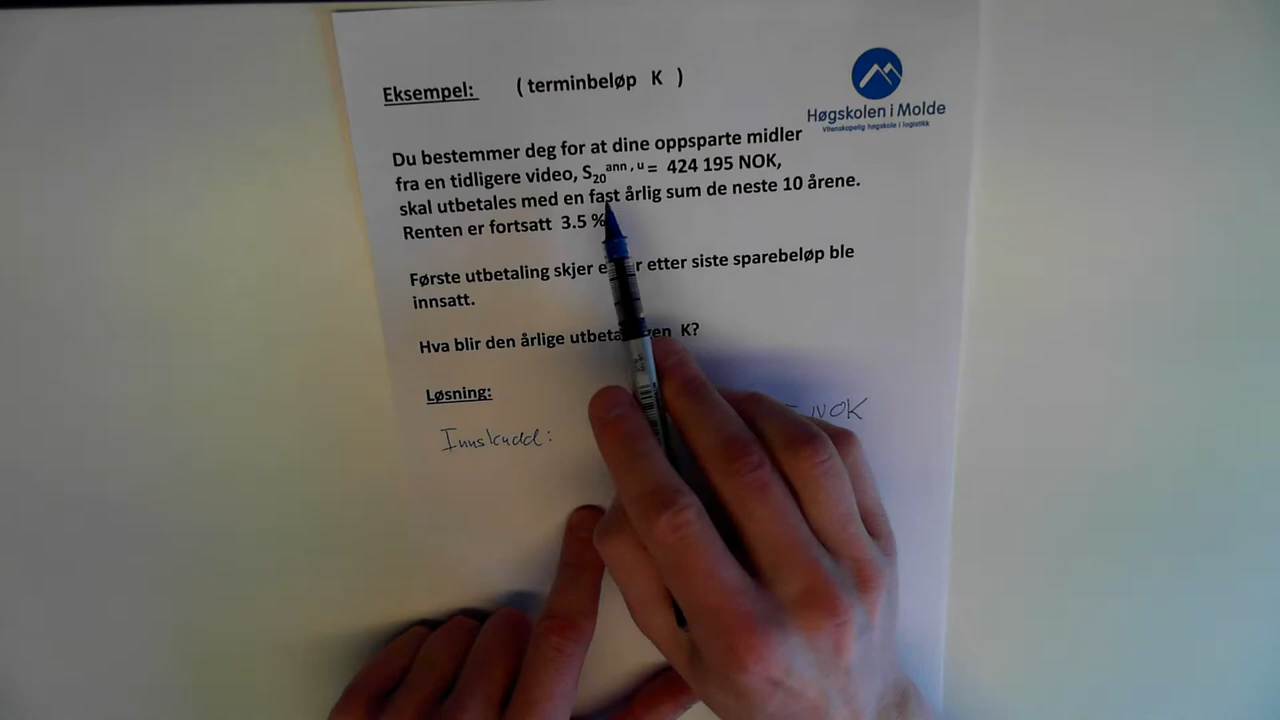 Eksempel: ( terminbeløp K )
Høgskolen i Molde
Vitenskapelig høgskole i logistikk
Du bestemmer deg for at dine oppsparte midler
fra en tidligere video, S₂₀ᵃⁿⁿ ʼ ᵘ = 424 195 NOK,
skal utbetales med en fast årlig sum de neste 10 årene.
Renten er fortsatt 3.5 %
Første utbetaling skjer etter siste sparebeløp ble
innsatt.
Hva blir den årlige K?
Løsning:
NOK
Innskudd: